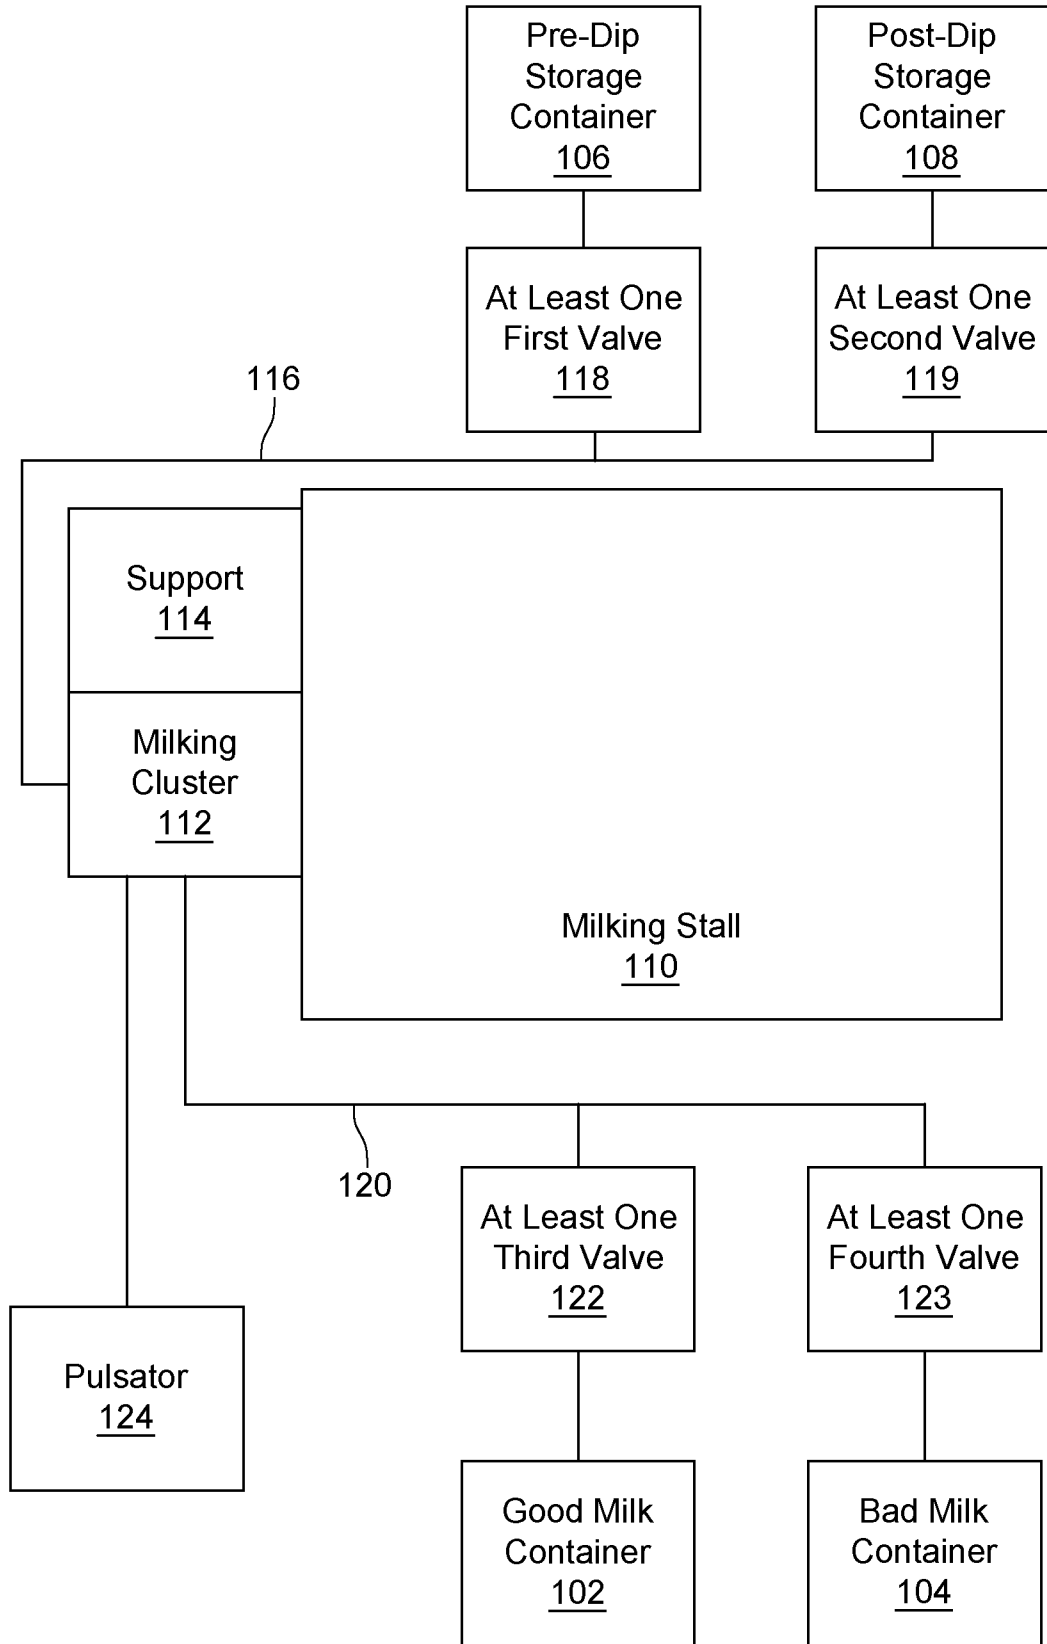 Pre-Dip
Storage
Container
106
Post-Dip
Storage
Container
108
At Least One
First Valve
118
At Least One
Second Valve
119
116
Support
114
Milking
Cluster
112
Milking Stall
110
120
At Least One
Third Valve
122
At Least One
Fourth Valve
123
Pulsator
124
Good Milk
Container
102
Bad Milk
Container
104